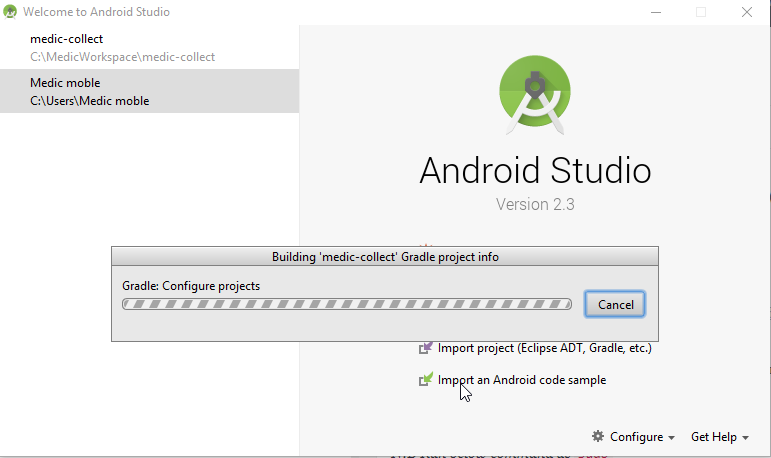 Welcome to Android Studio
medic-collect
C:\MedicWorkspace\medic-collect
Medic moble
C:\Users\Medic moble
Android Studio
Version 2.3
Building 'medic-collect' Gradle project info
Gradle: Configure projects
Cancel
Import project (Eclipse ADT, Gradle, etc.)
Import an Android code sample
Configure
Get Help